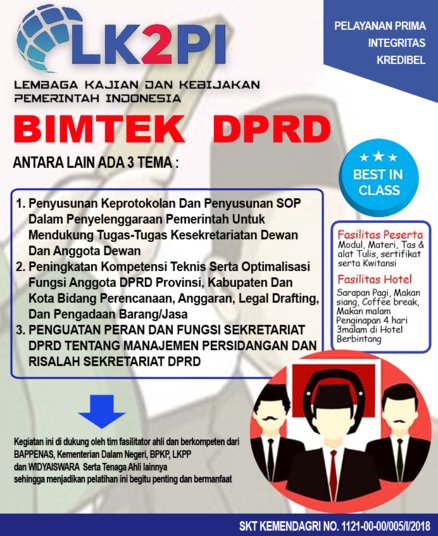 LK2PI
LEMBAGA KAJIAN DAN KEBIJAKAN
PEMERINTAH INDONESIA
PELAYANAN PRIMA
INTEGRITAS
KREDIBEL
BIMTEK DPRD
ANTARA LAIN ADA 3 TEMA :
BEST IN
CLASS
1. Penyusunan Keprotokolan Dan Penyusunan SOP
Dalam Penyelenggaraan Pemerintah Untuk
Mendukung Tugas-Tugas Kesekretariatan Dewan
Dan Anggota Dewan
2. Peningkatan Kompetensi Teknis Serta Optimalisasi
Fungsi Anggota DPRD Provinsi, Kabupaten Dan
Kota Bidang Perencanaan, Anggaran, Legal Drafting,
Dan Pengadaan Barang/Jasa
3. PENGUATAN PERAN DAN FUNGSI SEKRETARIAT
DPRD TENTANG MANAJEMEN PERSIDANGAN DAN
RISALAH SEKRETARIAT DPRD
Fasilitas Peserta
Modul, Materi, Tas &
alat Tulis, sertifikat
serta Kwitansi
Fasilitas Hotel
Sarapan Pagi, Makan
siang, Coffee break,
Makan malam
Penginapan 4 hari
3malam di Hotel
Berbintang
Kegiatan ini di dukung oleh tim fasilitator ahli dan berkompeten dari
BAPPENAS, Kementerian Dalam Negeri, BPKP, LKPP
dan WIDYAISWARA Serta Tenaga Ahli lainnya
sehingga menjadikan pelatihan ini begitu penting dan bermanfaat
SKT KEMENDAGRI NO. 1121-00-00/005/I/2018